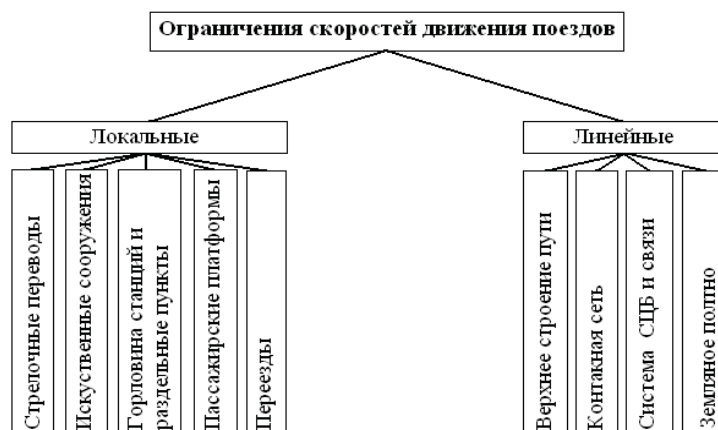 Ограничения скоростей движения поездов
Локальные
Линейные
Стрелочные переводы
Искуственные сооружения
Горловина станций и
раздельные пункты
Пассажирские платформы
Переезды
Верхнее строение пути
Контакная сеть
Система СЦБ и связи
Земляное полтно